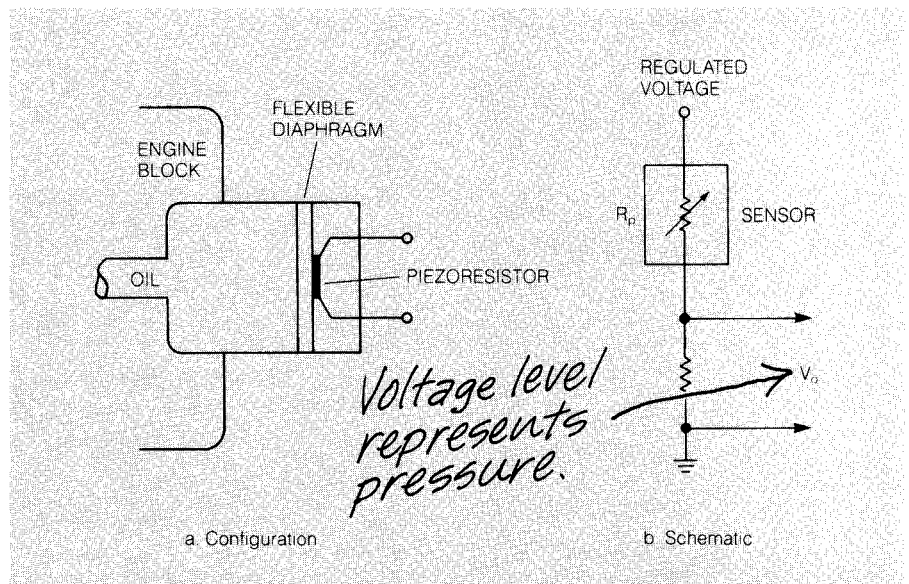 REGULATED
VOLTAGE
FLEXIBLE
DIAPHRAGM
ENGINE
BLOCK
Rp
SENSOR
OIL
PIEZORESISTOR
Voltage level
represents
pressure.
Vo
a. Configuration
b Schematic